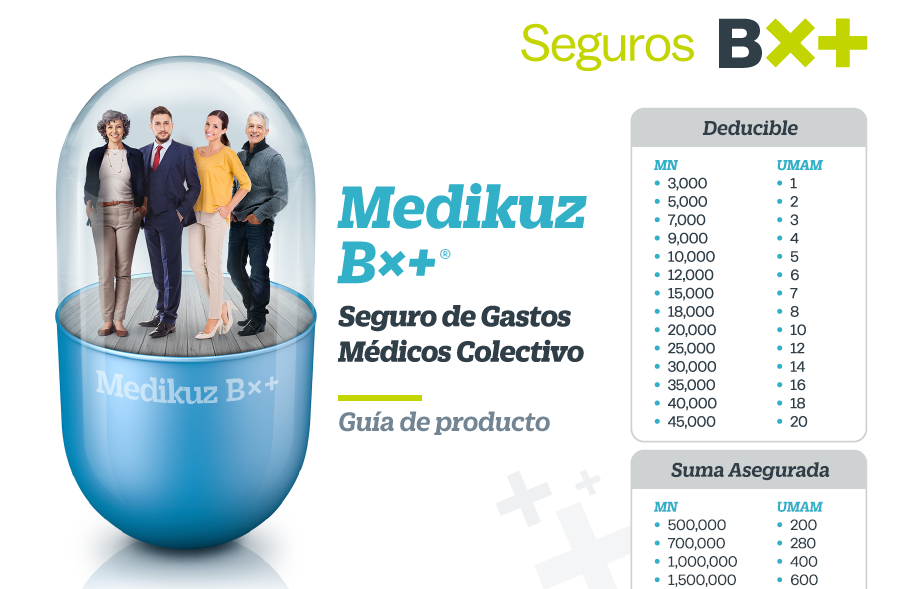 Seguros B×+
Medikuz
B×+®
Seguro de Gastos
Médicos Colectivo
Guía de producto
Medikuz B×+
Deducible
MN UMAM
• 3,000 • 1
• 5,000 • 2
• 7,000 • 3
• 9,000 • 4
• 10,000 • 5
• 12,000 • 6
• 15,000 • 7
• 18,000 • 8
• 20,000 • 10
• 25,000 • 12
• 30,000 • 14
• 35,000 • 16
• 40,000 • 18
• 45,000 • 20
Suma Asegurada
MN UMAM
• 500,000 • 200
• 700,000 • 280
• 1,000,000 • 400
• 1,500,000 • 600